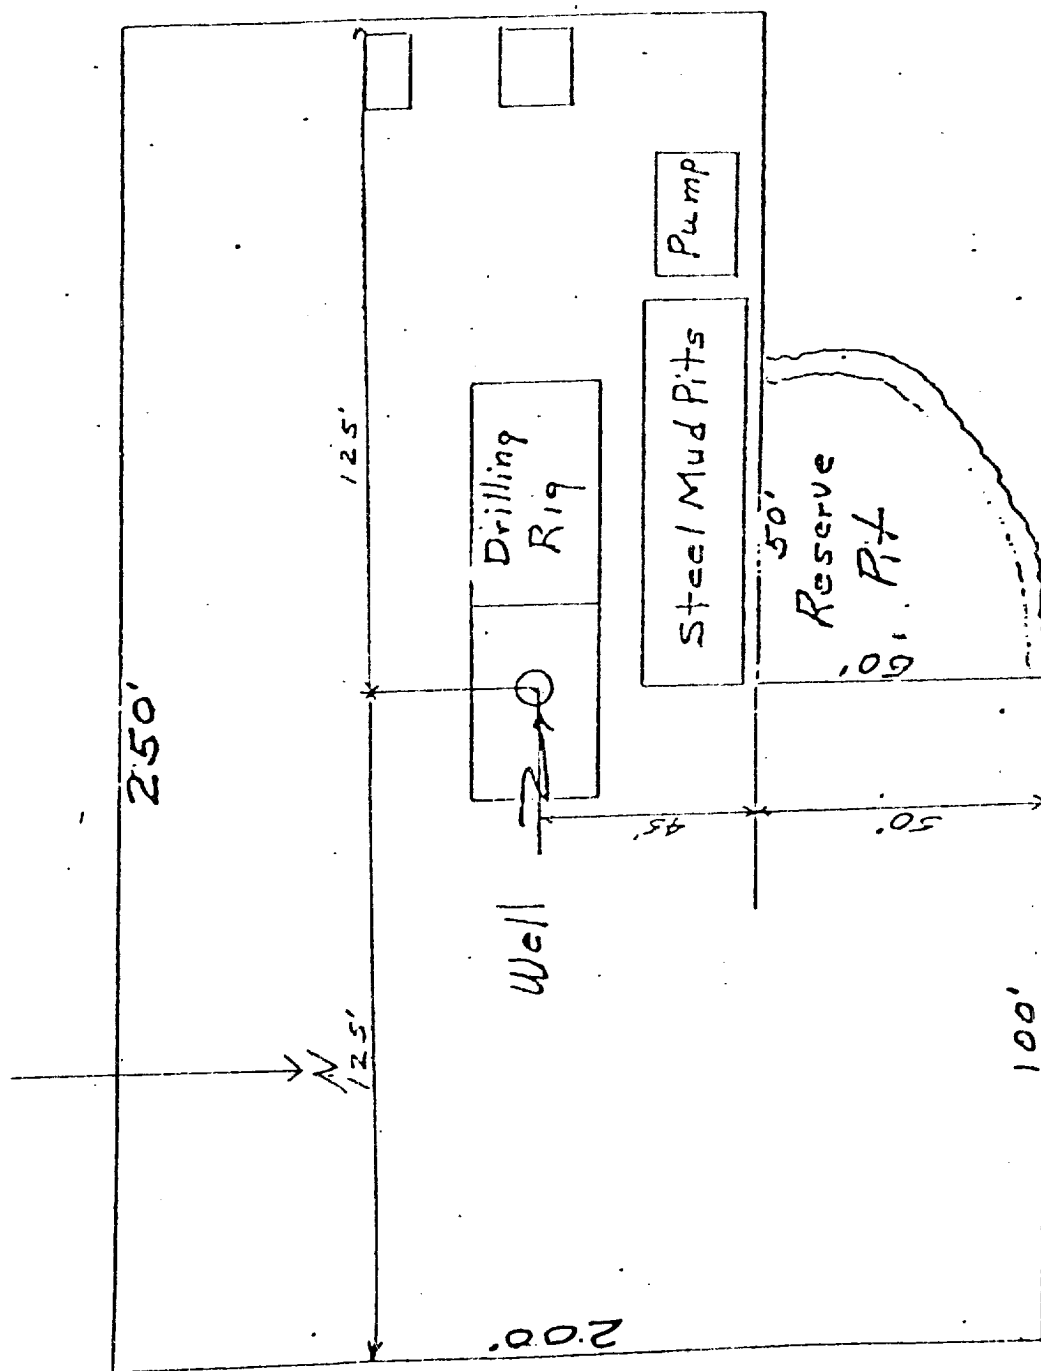 250'
125'
125'
N
Drilling
Rig
Pump
Steel Mud Pits
50'
Reserve
Pit
60'
45'
50'
Well
100'
200'